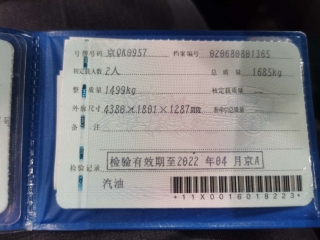 号牌号码 京QK0957 档案编号 020680801365
核定载人数 2人 总质量 1685kg
整备质量 1499kg 核定载质量
外廓尺寸 4380×1801×1287mm 准牵引总质量
备注
检验有效期至2022年04月京A
检验记录
汽油
*11X0016018223*